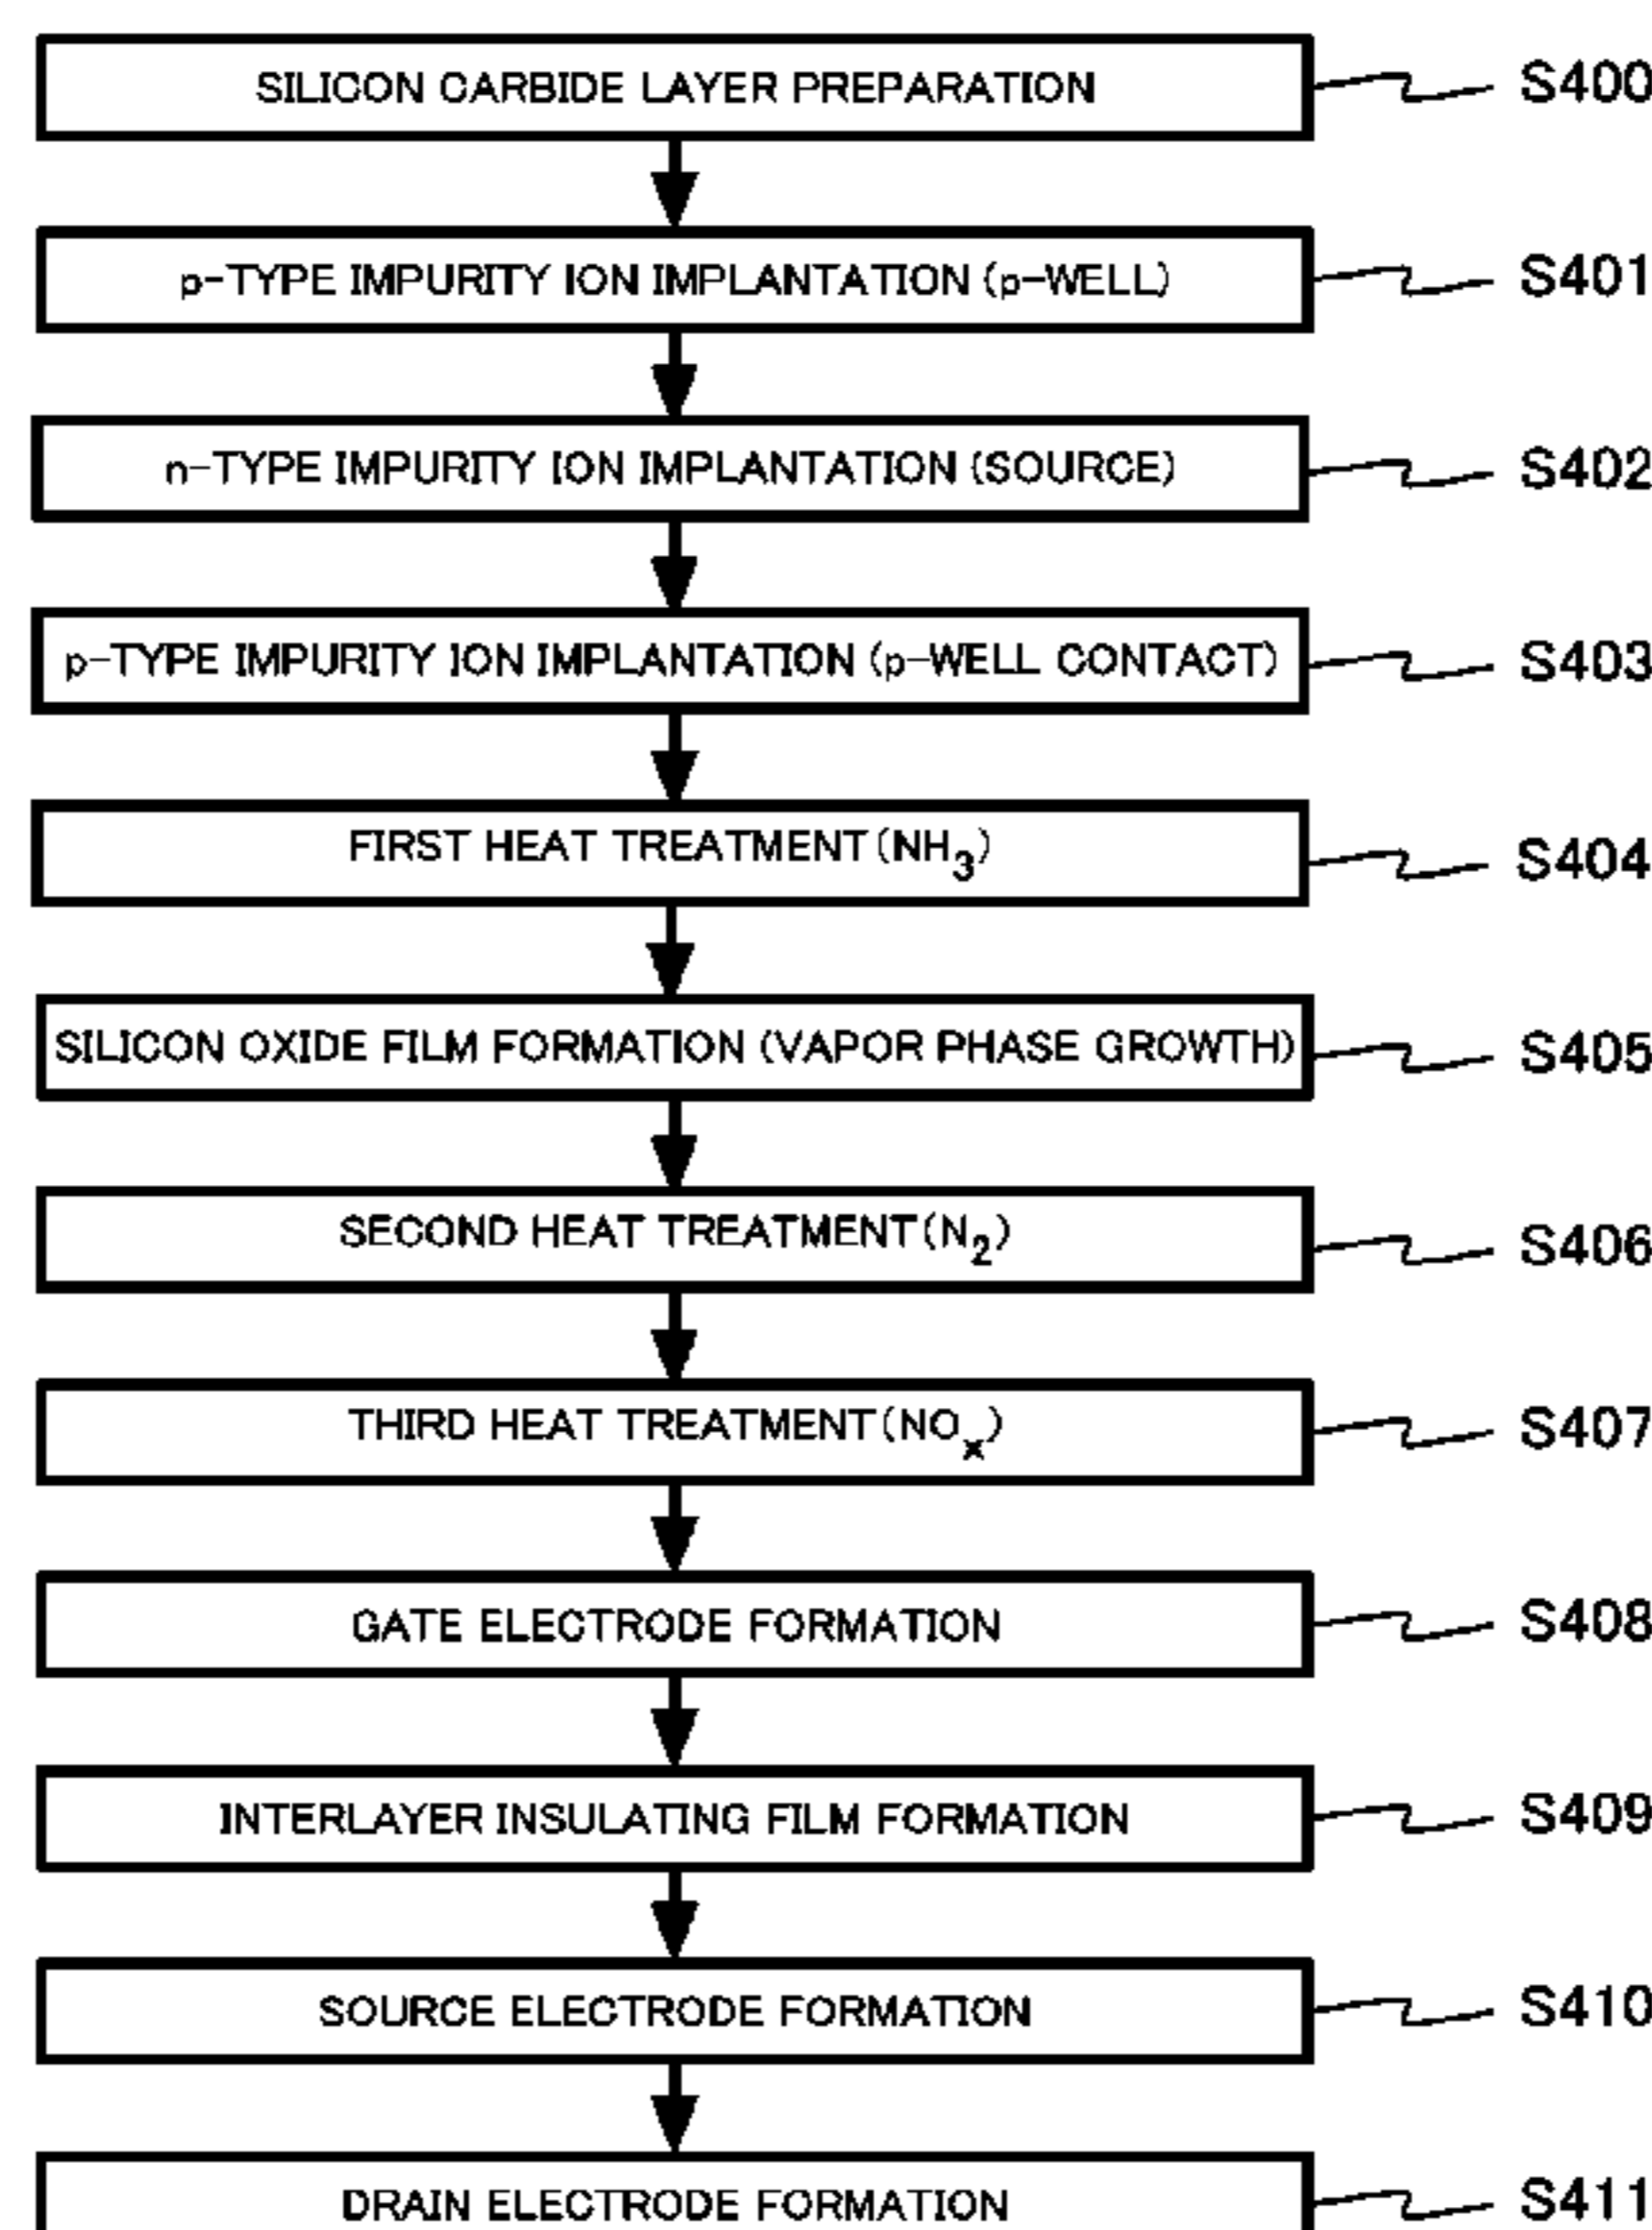 SILICON CARBIDE LAYER PREPARATION S400
p-TYPE IMPURITY ION IMPLANTATION (p-WELL) S401
n-TYPE IMPURITY ION IMPLANTATION (SOURCE) S402
p-TYPE IMPURITY ION IMPLANTATION (p-WELL CONTACT) S403
FIRST HEAT TREATMENT (NH₃) S404
SILICON OXIDE FILM FORMATION (VAPOR PHASE GROWTH) S405
SECOND HEAT TREATMENT (N₂) S406
THIRD HEAT TREATMENT (NOₓ) S407
GATE ELECTRODE FORMATION S408
INTERLAYER INSULATING FILM FORMATION S409
SOURCE ELECTRODE FORMATION S410
DRAIN ELECTRODE FORMATION S411